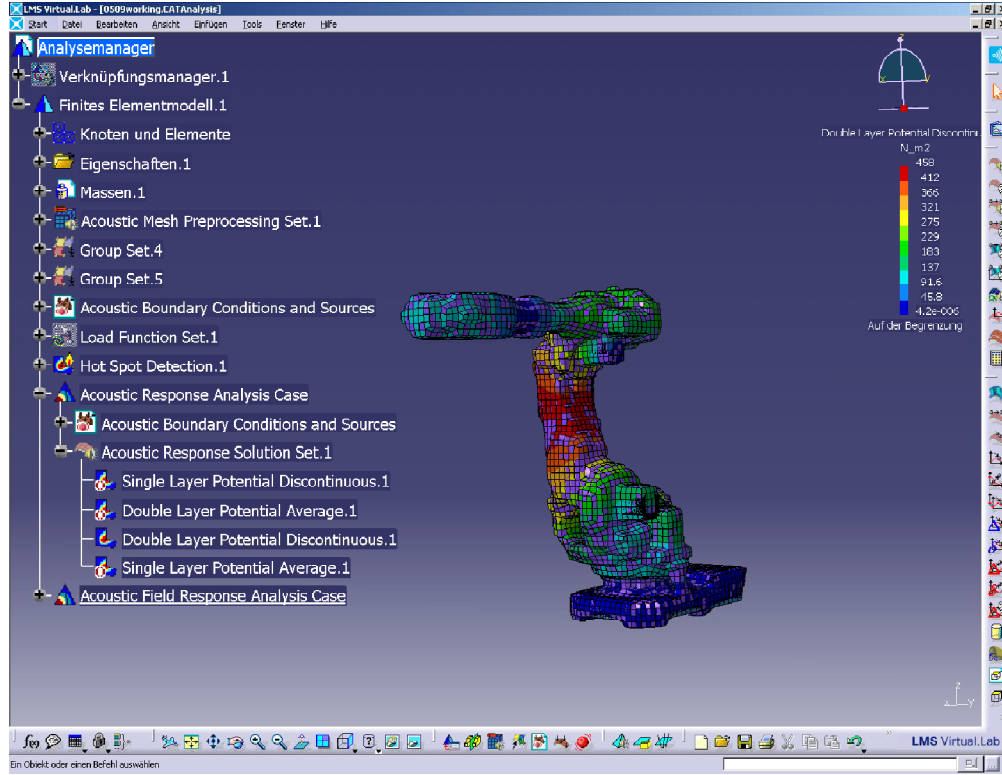 LMS Virtual.Lab - [0509working.CATAnalysis]
Start Datei Bearbeiten Ansicht Einfügen Tools Fenster Hilfe
Analysemanager
Verknüpfungsmanager.1
Finites Elementmodell.1
Knoten und Elemente
Eigenschaften.1
Massen.1
Acoustic Mesh Preprocessing Set.1
Group Set.4
Group Set.5
Acoustic Boundary Conditions and Sources
Load Function Set.1
Hot Spot Detection.1
Acoustic Response Analysis Case
Acoustic Boundary Conditions and Sources
Acoustic Response Solution Set.1
Single Layer Potential Discontinuous.1
Double Layer Potential Average.1
Double Layer Potential Discontinuous.1
Single Layer Potential Average.1
Acoustic Field Response Analysis Case
z
x y
Double Layer Potential Discontinu
N_m2
458
412
366
321
275
229
183
137
91.6
45.8
4.2e-006
Auf der Begrenzung
z
x y
LMS Virtual.Lab
Ein Objekt oder einen Befehl auswählen